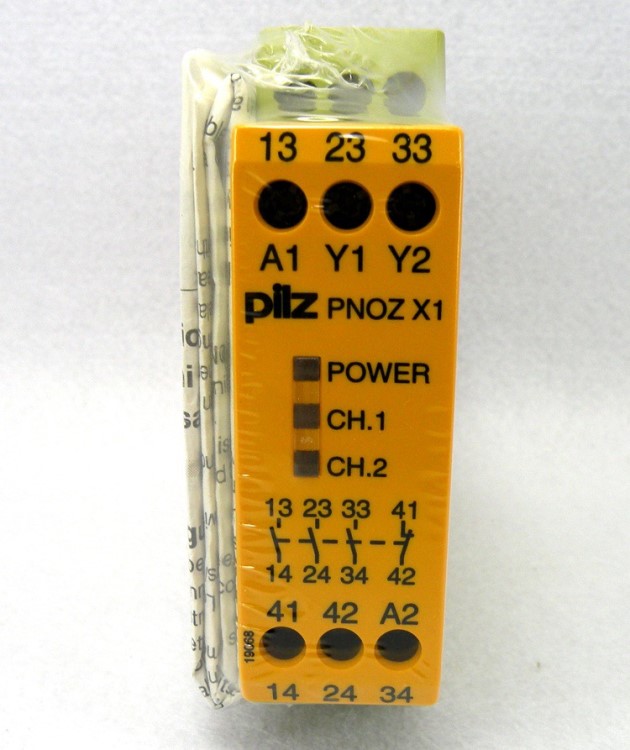 13 23 33
A1 Y1 Y2
pilz PNOZ X1
POWER
CH.1
CH.2
13 23 33 41
14 24 34 42
41 42 A2
14 24 34